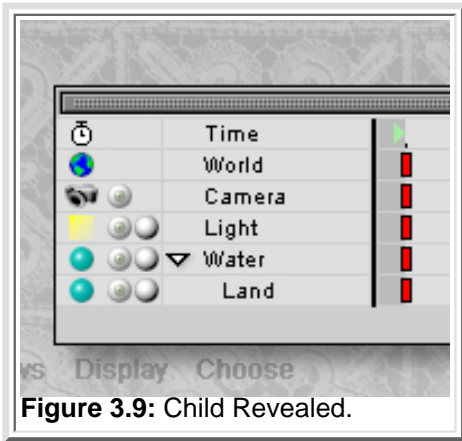 Time
World
Camera
Light
Water
Land
Display Choose
Figure 3.9: Child Revealed.